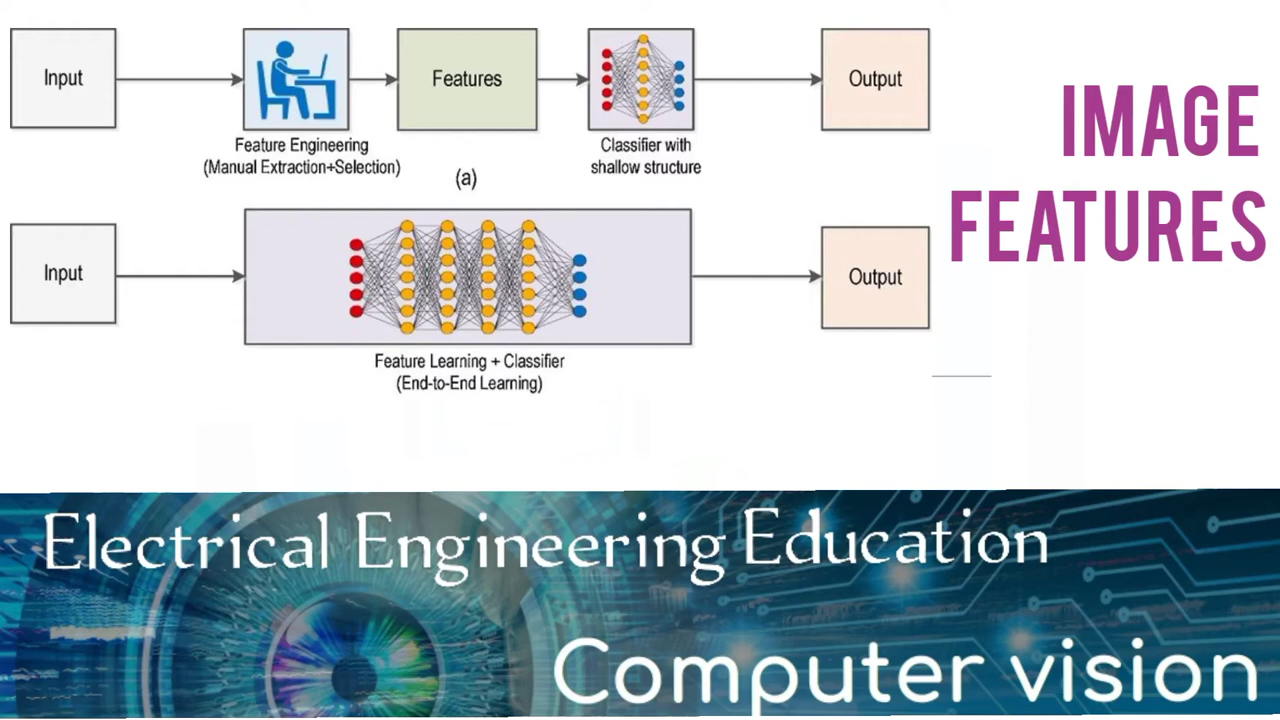 Input
Feature Engineering
(Manual Extraction+Selection)
Features
Classifier with
shallow structure
Output
(a)
IMAGE
FEATURES
Input
Feature Learning + Classifier
(End-to-End Learning)
Output
Electrical Engineering Education
Computer vision